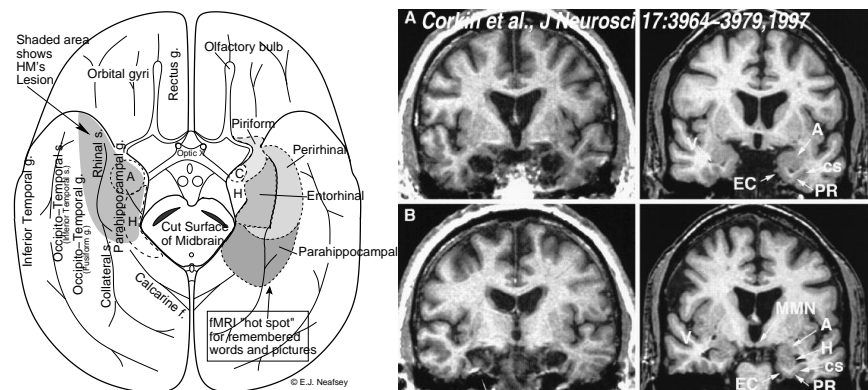 Shaded area
shows
HM's
Lesion
Orbital gyri
Rectus g.
Olfactory bulb
Piriform
Perirhinal
Optic X
Inferior Temporal g.
Occipito–Temporal s.
(Inferior Temporal s.)
Occipito–Temporal g.
(Fusiform g.)
Collateral s.
Rhinal s.
Parahippocampal g.
A
H
C
H
Entorhinal
Cut Surface
of Midbrain
Parahippocampal
Calcarine f.
fMRI "hot spot"
for remembered
words and pictures
© E.J. Neafsey
A Corkin et al., J Neurosci 17:3964–3979,1997
V
A
EC
cs
PR
B
MMN
V
A
H
EC
cs
PR